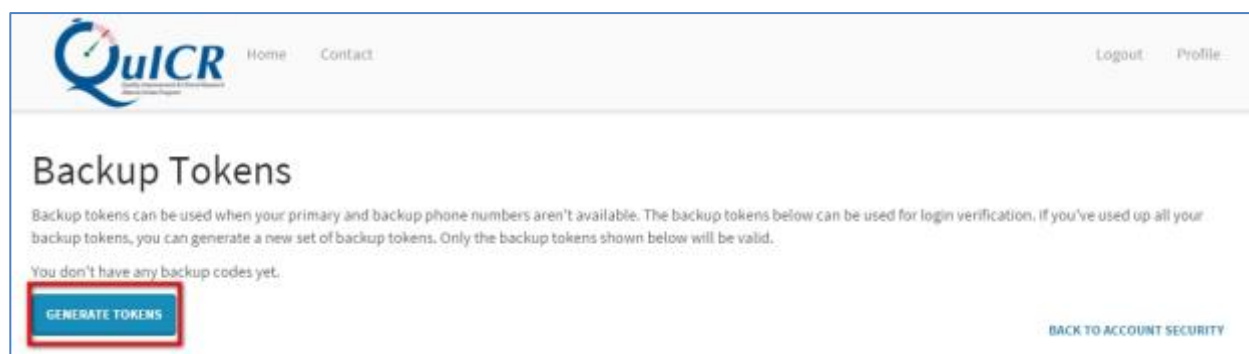 QuICR
Home Contact
Logout Profile
Backup Tokens
Backup tokens can be used when your primary and backup phone numbers aren't available. The backup tokens below can be used for login verification. If you've used up all your
backup tokens, you can generate a new set of backup tokens. Only the backup tokens shown below will be valid.
You don't have any backup codes yet.
GENERATE TOKENS
BACK TO ACCOUNT SECURITY